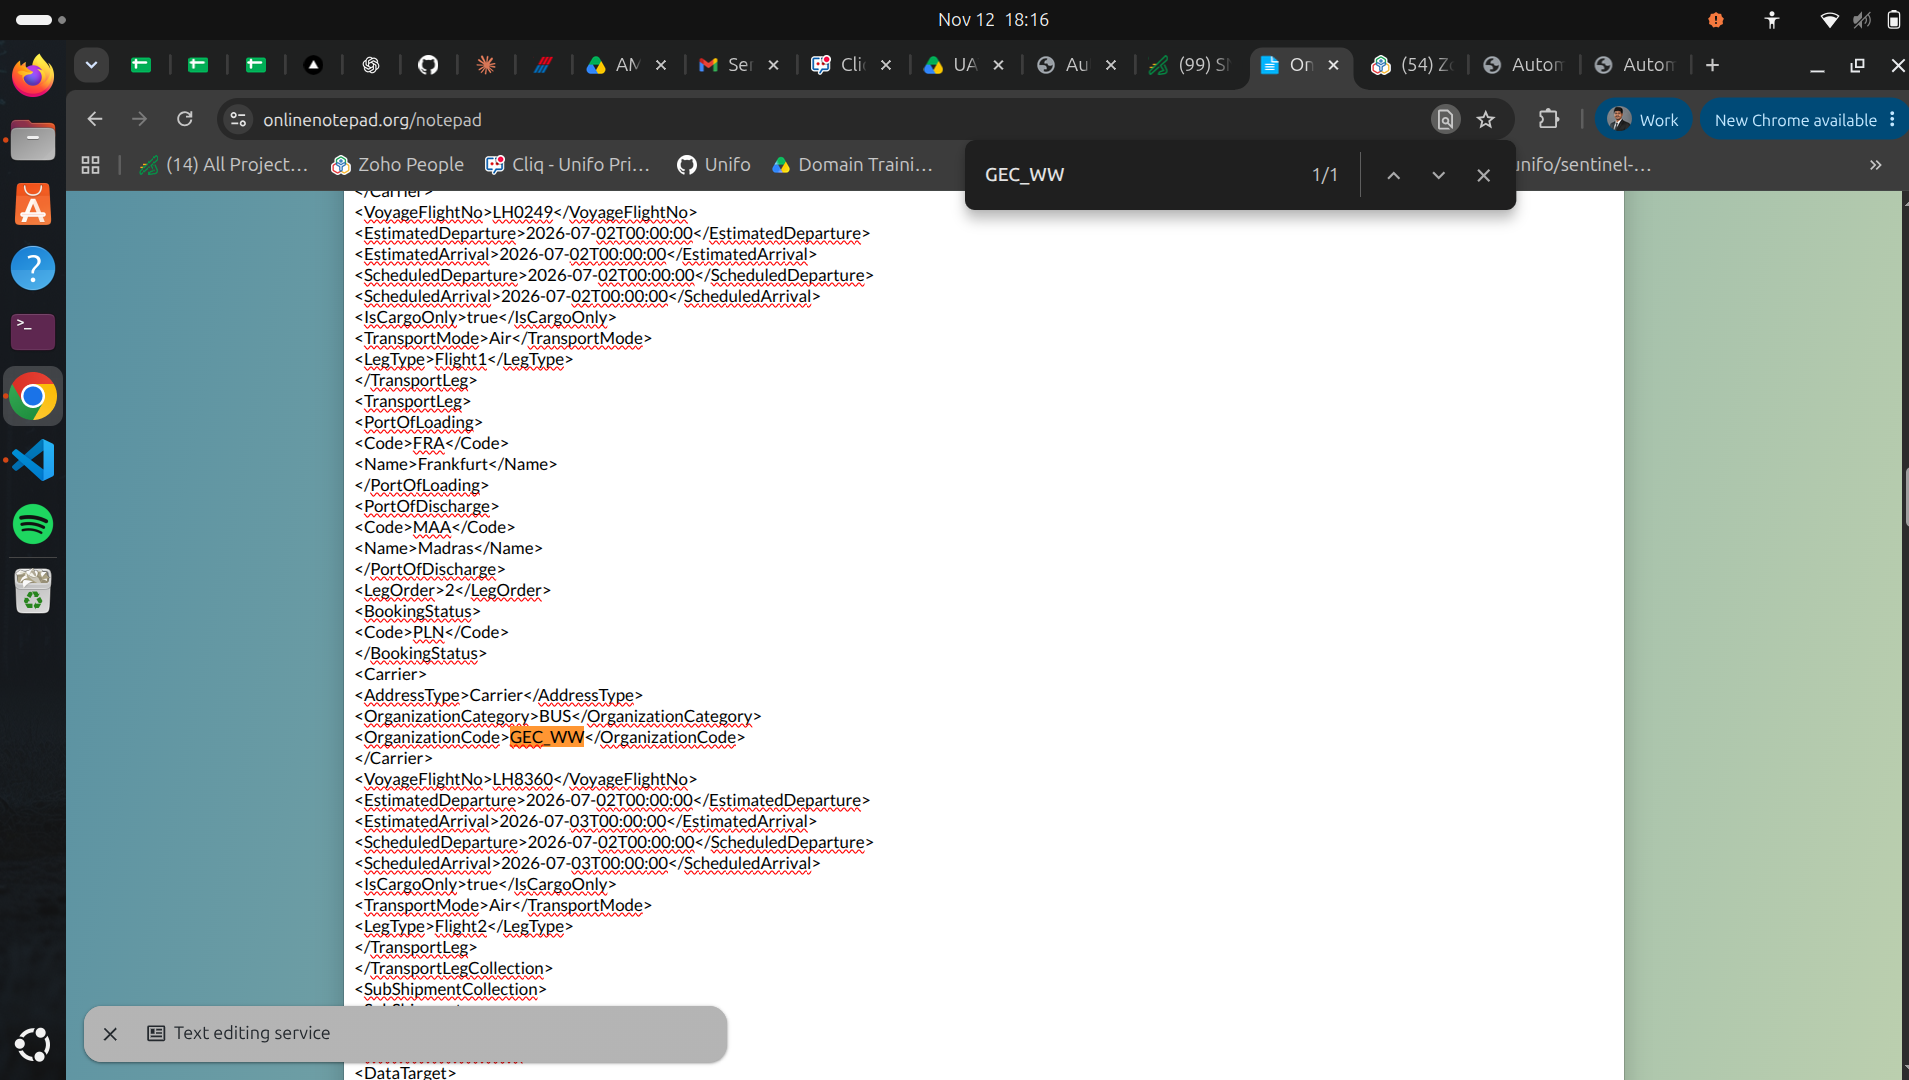 Nov 12 18:16
AM
Ser
Clic
UA
Au
(99) Sl
On
(54) Zo
Autom
Autom
onlinenotepad.org/notepad
Work
New Chrome available
(14) All Project...
Zoho People
Cliq - Unifo Pri...
Unifo
Domain Traini...
unifo/sentinel-...
GEC_WW
1/1
</Carrier>
<VoyageFlightNo>LH0249</VoyageFlightNo>
<EstimatedDeparture>2026-07-02T00:00:00</EstimatedDeparture>
<EstimatedArrival>2026-07-02T00:00:00</EstimatedArrival>
<ScheduledDeparture>2026-07-02T00:00:00</ScheduledDeparture>
<ScheduledArrival>2026-07-02T00:00:00</ScheduledArrival>
<IsCargoOnly>true</IsCargoOnly>
<TransportMode>Air</TransportMode>
<LegType>Flight1</LegType>
</TransportLeg>
<TransportLeg>
<PortOfLoading>
<Code>FRA</Code>
<Name>Frankfurt</Name>
</PortOfLoading>
<PortOfDischarge>
<Code>MAA</Code>
<Name>Madras</Name>
</PortOfDischarge>
<LegOrder>2</LegOrder>
<BookingStatus>
<Code>PLN</Code>
</BookingStatus>
<Carrier>
<AddressType>Carrier</AddressType>
<OrganizationCategory>BUS</OrganizationCategory>
<OrganizationCode>GEC_WW</OrganizationCode>
</Carrier>
<VoyageFlightNo>LH8360</VoyageFlightNo>
<EstimatedDeparture>2026-07-02T00:00:00</EstimatedDeparture>
<EstimatedArrival>2026-07-03T00:00:00</EstimatedArrival>
<ScheduledDeparture>2026-07-02T00:00:00</ScheduledDeparture>
<ScheduledArrival>2026-07-03T00:00:00</ScheduledArrival>
<IsCargoOnly>true</IsCargoOnly>
<TransportMode>Air</TransportMode>
<LegType>Flight2</LegType>
</TransportLeg>
</TransportLegCollection>
<SubShipmentCollection>
Text editing service
<DataTarget>